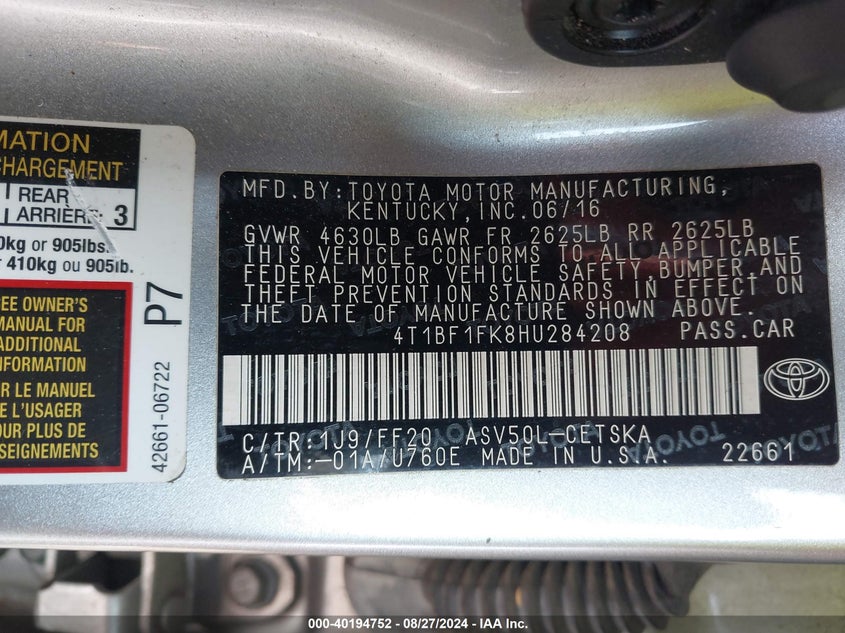 MATION
CHARGEMENT
REAR
ARRIÈRE: 3
0kg or 905lbs.
r 410kg ou 905lb.
EE OWNER'S
MANUAL FOR
ADDITIONAL
INFORMATION
R LE MANUEL
E L'USAGER
OUR PLUS DE
SEIGNEMENTS
P7
42661-06722
MFD.BY:TOYOTA MOTOR MANUFACTURING,
KENTUCKY,INC.06/16
GVWR 4630LB GAWR FR 2625LB RR 2625LB
THIS VEHICLE CONFORMS TO ALL APPLICABLE
FEDERAL MOTOR VEHICLE SAFETY BUMPER,AND
THEFT PREVENTION STANDARDS IN EFFECT ON
THE DATE OF MANUFACTURE SHOWN ABOVE.
4T1BF1FK8HU284208 PASS.CAR
C/TR:1J9/FF20 ASV50L-CETSKA
A/TM:-01A/U760E MADE IN U.S.A. 22661
000-40194752 - 08/27/2024 - IAA Inc.